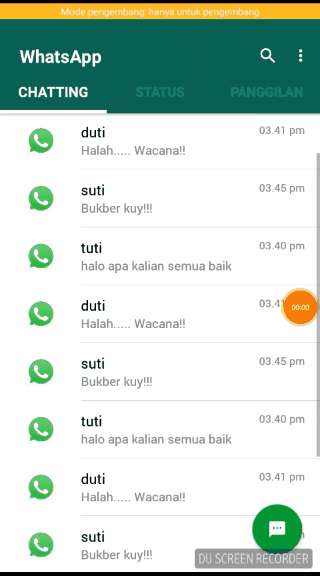 Mode pengembang: hanya untuk pengembang
WhatsApp
CHATTING STATUS PANGGILAN
duti 03.41 pm
Halah..... Wacana!!
suti 03.45 pm
Bukber kuy!!!
tuti 03.40 pm
halo apa kalian semua baik
duti 03.41
00:00
Halah..... Wacana!!
suti 03.45 pm
Bukber kuy!!!
tuti 03.40 pm
halo apa kalian semua baik
duti 03.41 pm
Halah..... Wacana!!
suti
Bukber kuy!!!
DU SCREEN RECORDER